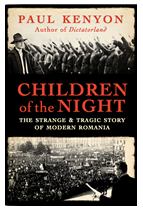 PAUL KENYON
Author of Dictatorland
CHILDREN
of the NIGHT
THE STRANGE & TRAGIC STORY
OF MODERN ROMANIA